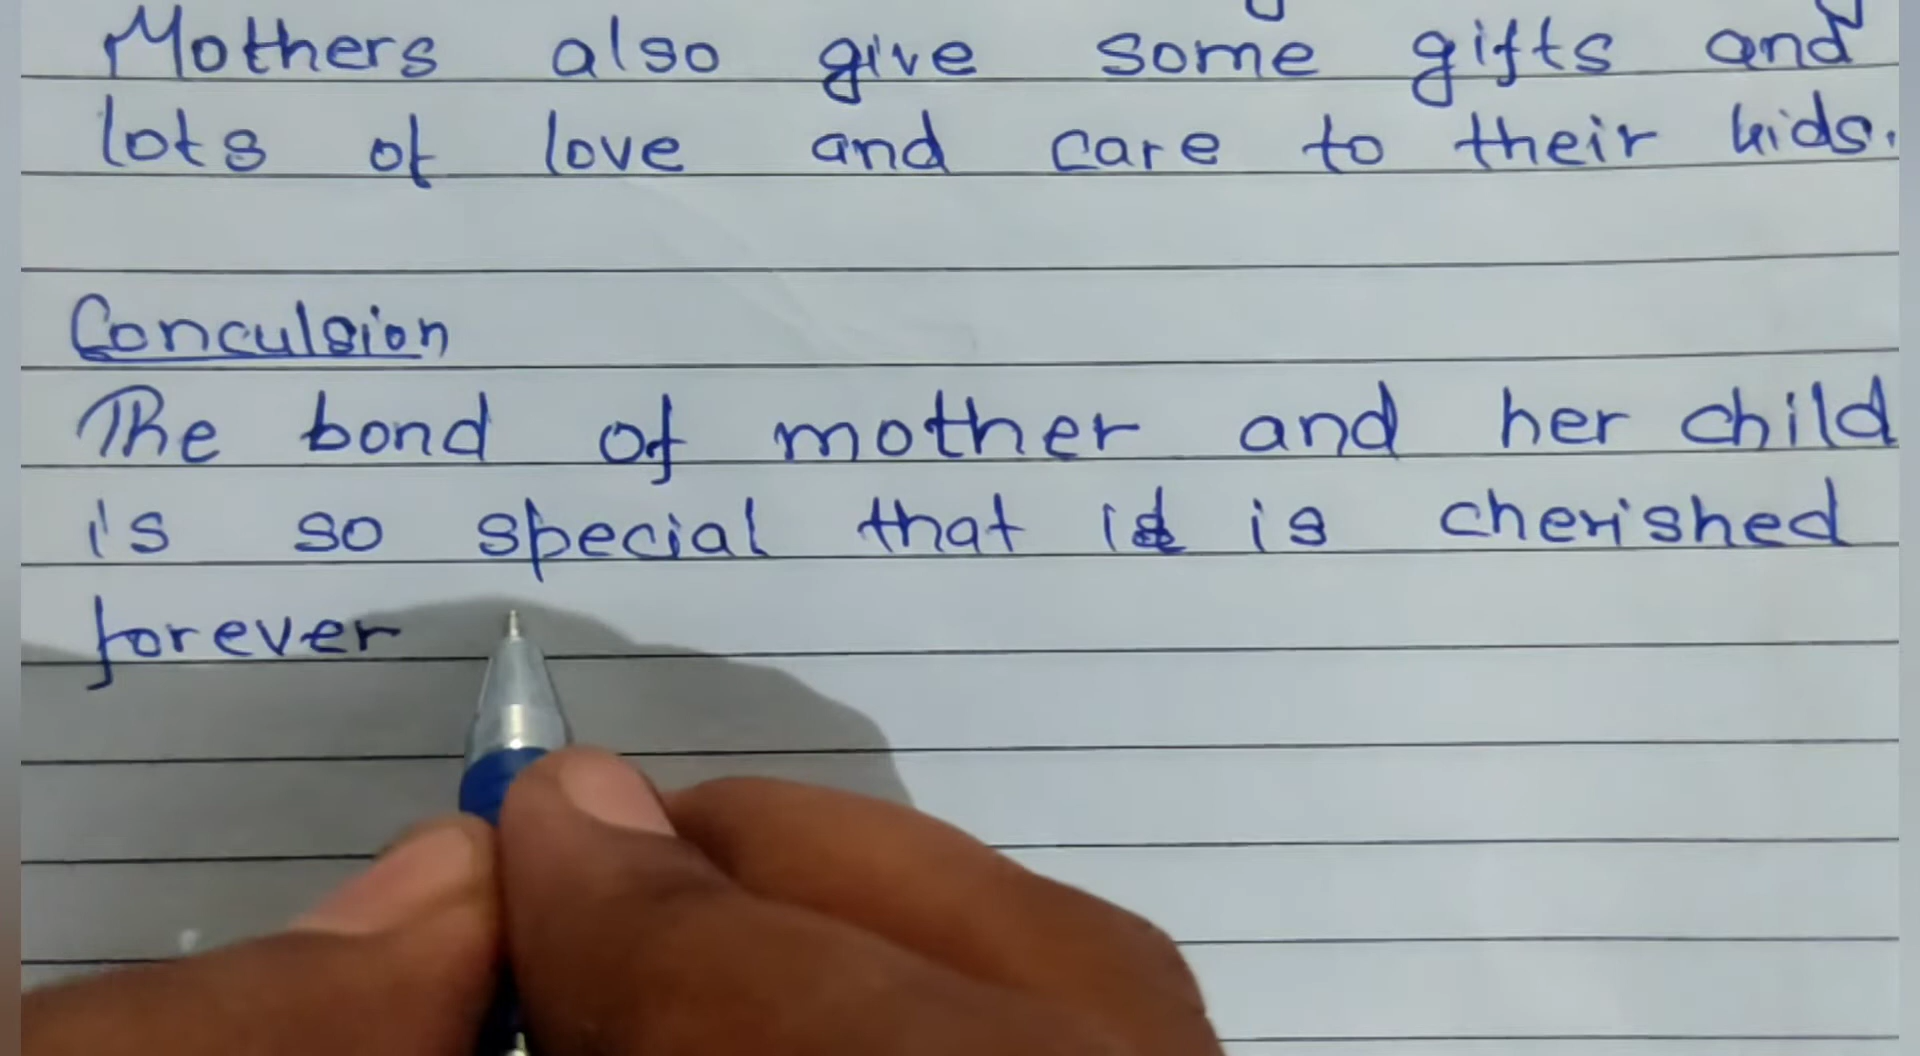 Mothers also give some gifts and
lots of love and care to their kids.
Conculsion
The bond of mother and her child
is so special that it is cherished
forever